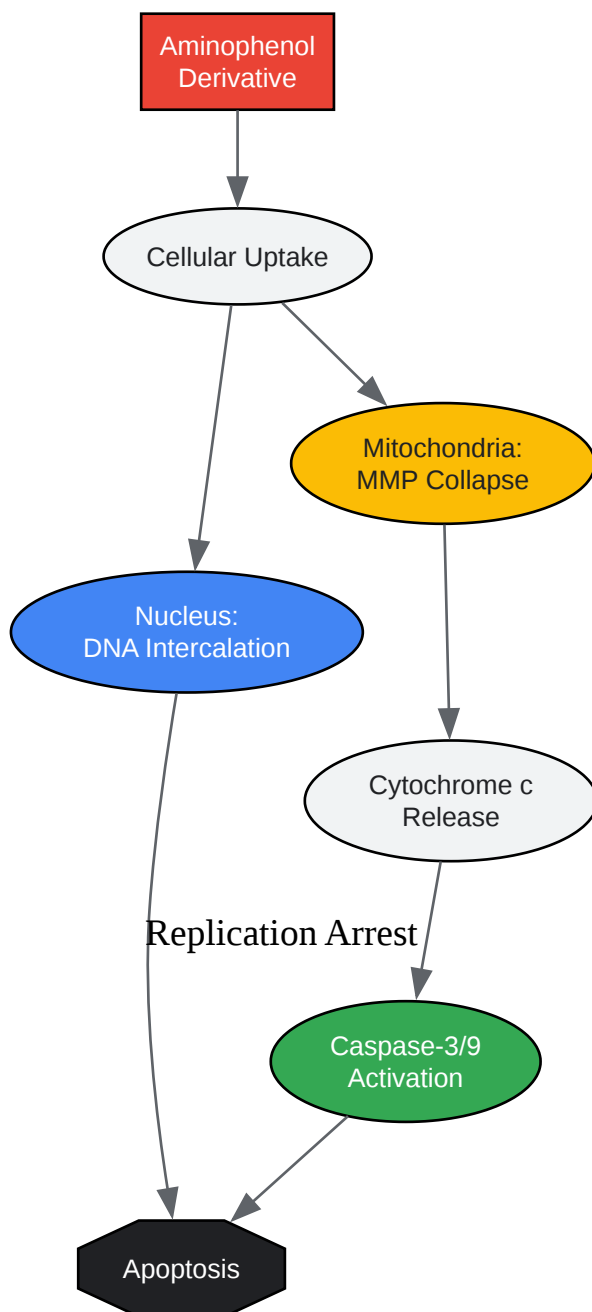 Aminophenol
Derivative
Cellular Uptake
Mitochondria:
MMP Collapse
Nucleus:
DNA Intercalation
Cytochrome c
Release
Replication Arrest
Caspase-3/9
Activation
Apoptosis